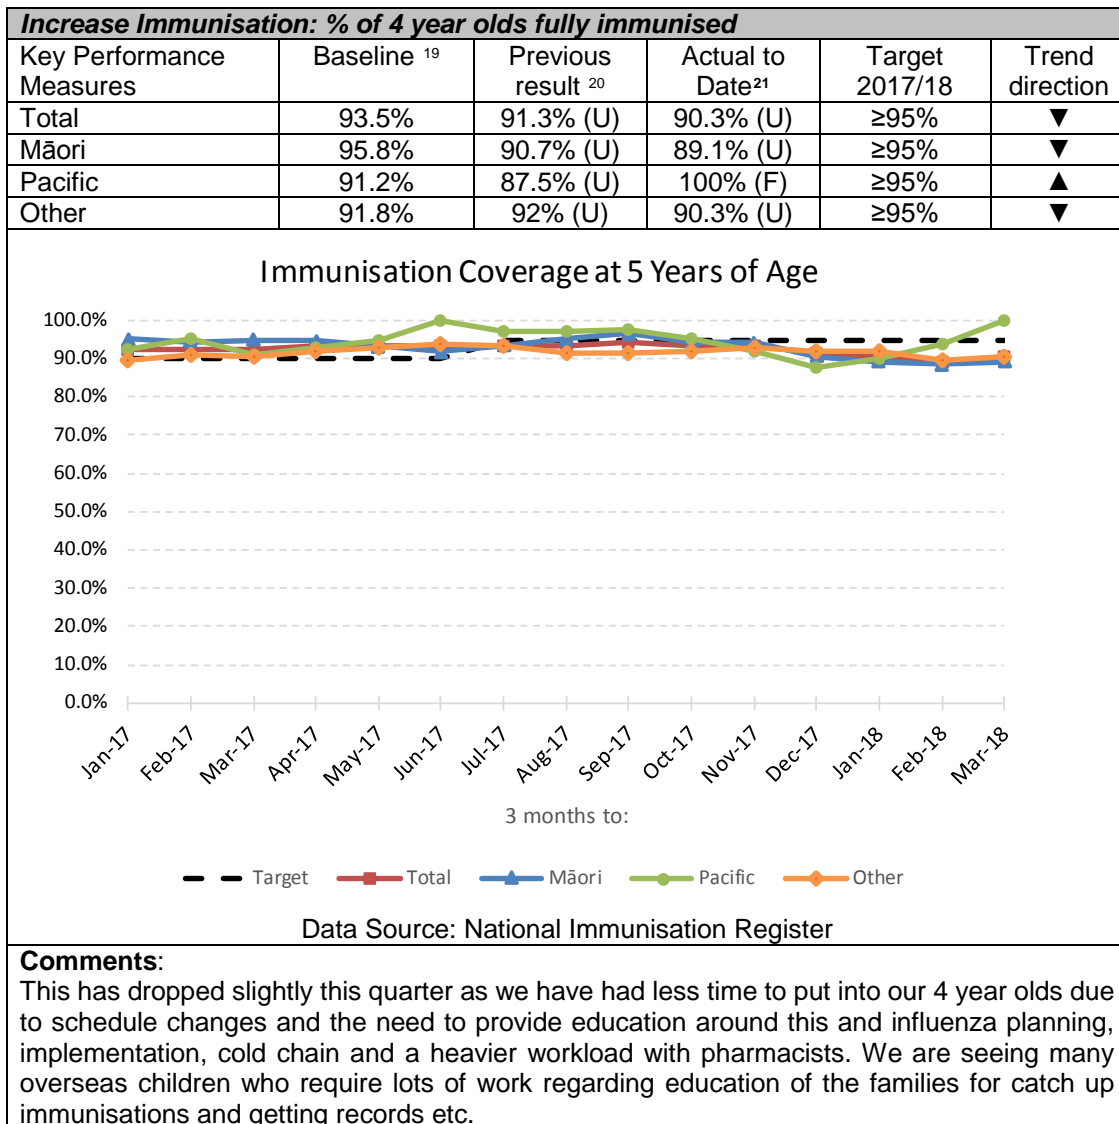 Increase Immunisation: % of 4 year olds fully immunised
Key Performance Measures	Baseline 19	Previous result 20	Actual to Date21	Target 2017/18	Trend direction
Total	93.5%	91.3% (U)	90.3% (U)	≥95%	▼
Māori	95.8%	90.7% (U)	89.1% (U)	≥95%	▼
Pacific	91.2%	87.5% (U)	100% (F)	≥95%	▲
Other	91.8%	92% (U)	90.3% (U)	≥95%	▼
Immunisation Coverage at 5 Years of Age
100.0%
90.0%
80.0%
70.0%
60.0%
50.0%
40.0%
30.0%
20.0%
10.0%
0.0%
Jan-17
Feb-17
Mar-17
Apr-17
May-17
Jun-17
Jul-17
Aug-17
Sep-17
Oct-17
Nov-17
Dec-17
Jan-18
Feb-18
Mar-18
3 months to:
Target Total Māori Pacific Other
Data Source: National Immunisation Register
Comments:
This has dropped slightly this quarter as we have had less time to put into our 4 year olds due
to schedule changes and the need to provide education around this and influenza planning,
implementation, cold chain and a heavier workload with pharmacists. We are seeing many
overseas children who require lots of work regarding education of the families for catch up
immunisations and getting records etc.